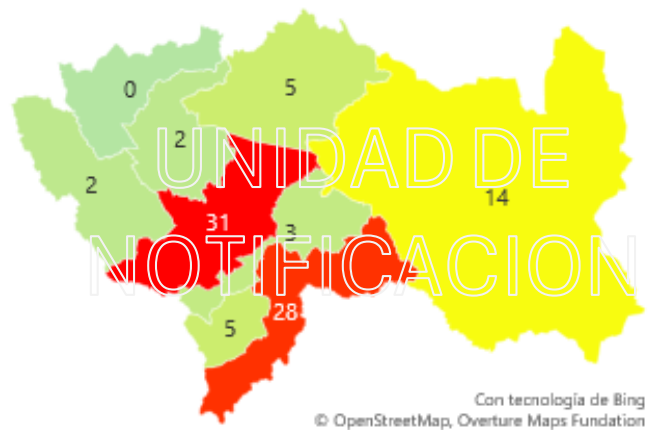 0
5
2
UNIDAD DE
2
14
31
3
NOTIFICACION
28
5
Con tecnología de Bing
© OpenStreetMap, Overture Maps Fundation